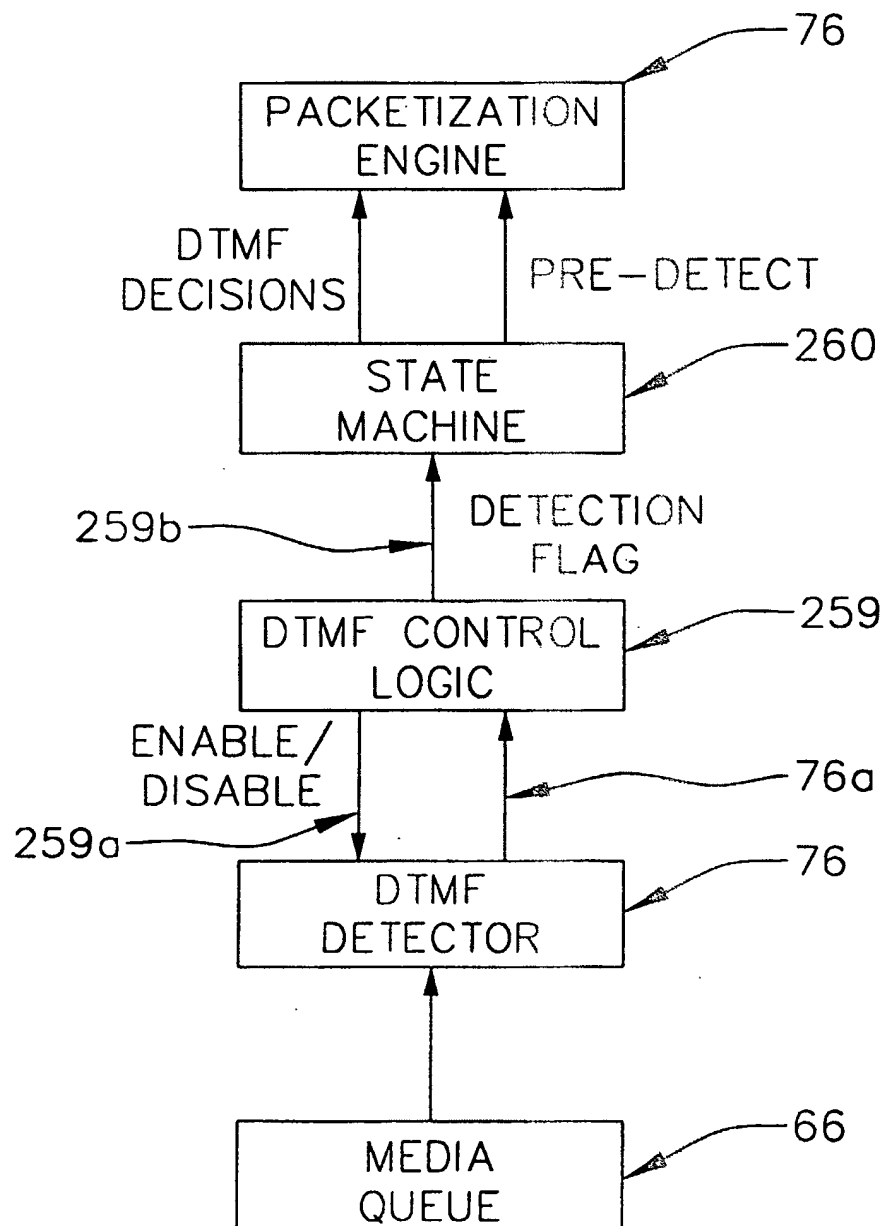 76
PACKETIZATION
ENGINE
DTMF
DECISIONS
PRE-DETECT
260
STATE
MACHINE
259b
DETECTION
FLAG
259
DTMF CONTROL
LOGIC
ENABLE/
DISABLE
76a
259a
76
DTMF
DETECTOR
66
MEDIA
QUEUE